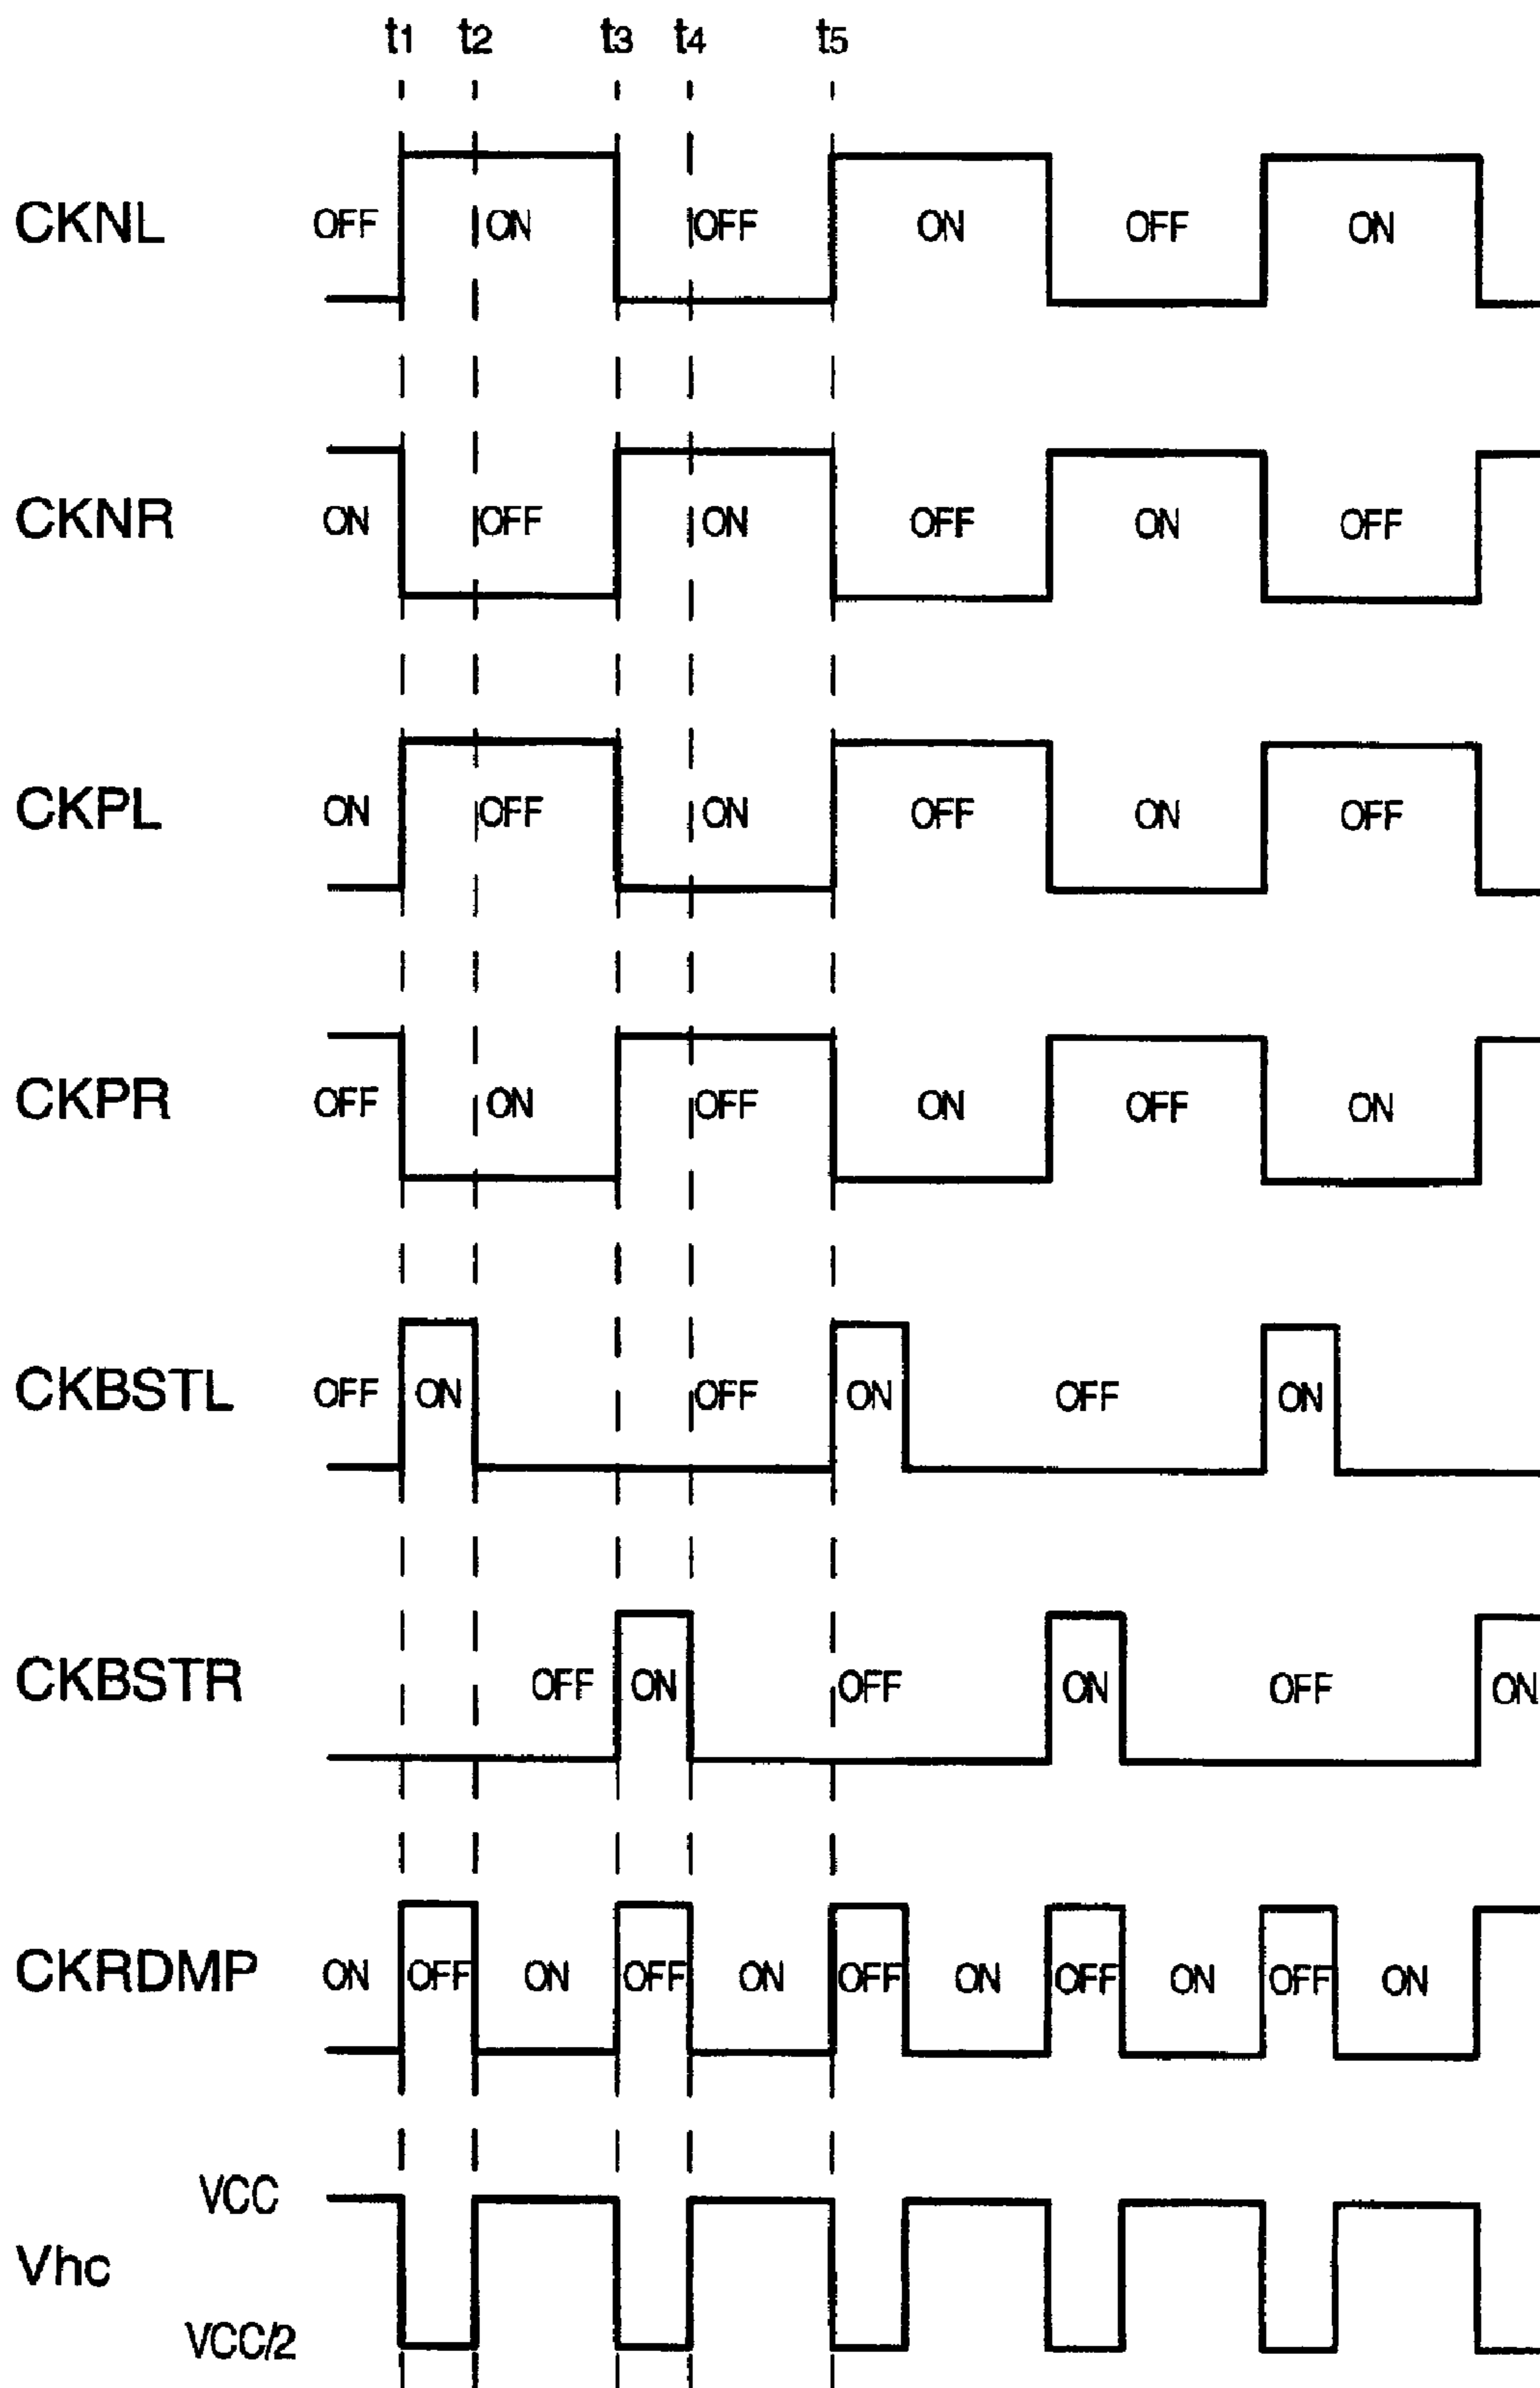 t1 t2 t3 t4 t5
CKNL OFF ON OFF ON OFF ON
CKNR ON OFF ON OFF ON OFF
CKPL ON OFF ON OFF ON OFF
CKPR OFF ON OFF ON OFF ON
CKBSTL OFF ON OFF ON OFF ON
CKBSTR OFF ON OFF ON OFF ON
CKRDMP ON OFF ON OFF ON OFF ON OFF ON OFF ON
VCC
Vhc
VCC/2